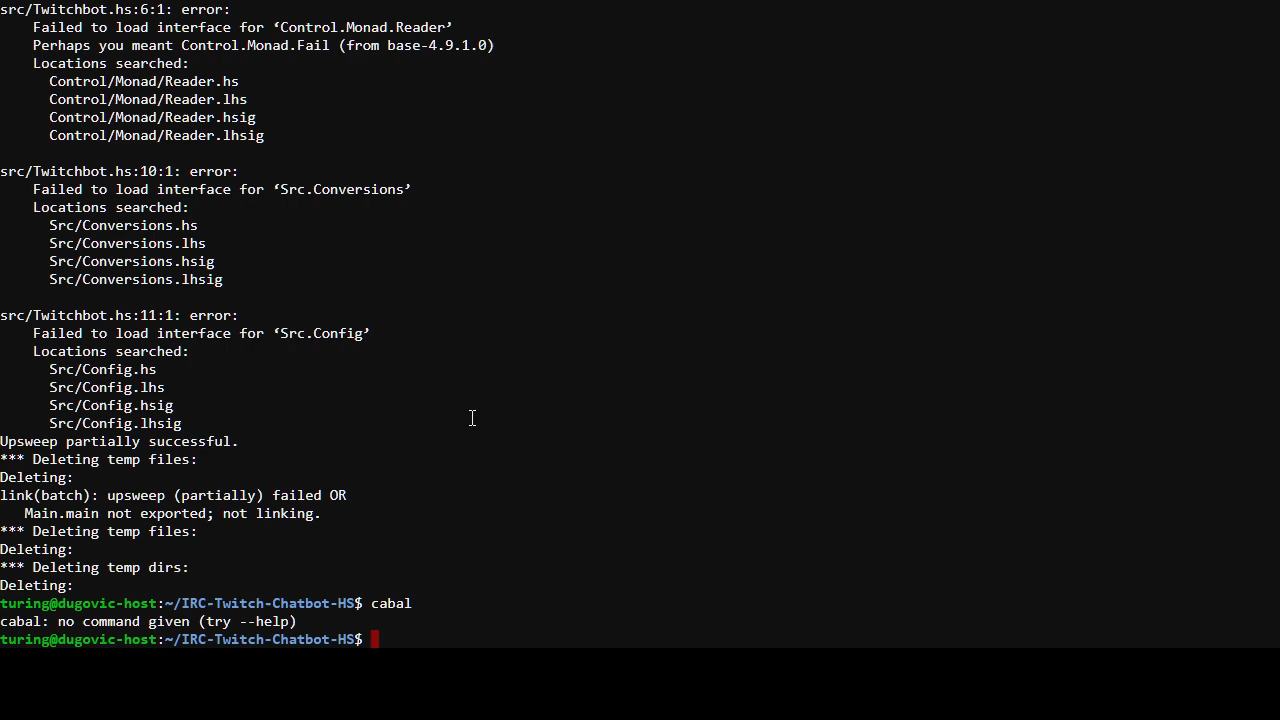 src/Twitchbot.hs:6:1: error:
    Failed to load interface for ‘Control.Monad.Reader’
    Perhaps you meant Control.Monad.Fail (from base-4.9.1.0)
    Locations searched:
      Control/Monad/Reader.hs
      Control/Monad/Reader.lhs
      Control/Monad/Reader.hsig
      Control/Monad/Reader.lhsig

src/Twitchbot.hs:10:1: error:
    Failed to load interface for ‘Src.Conversions’
    Locations searched:
      Src/Conversions.hs
      Src/Conversions.lhs
      Src/Conversions.hsig
      Src/Conversions.lhsig

src/Twitchbot.hs:11:1: error:
    Failed to load interface for ‘Src.Config’
    Locations searched:
      Src/Config.hs
      Src/Config.lhs
      Src/Config.hsig
      Src/Config.lhsig
Upsweep partially successful.
*** Deleting temp files:
Deleting:
link(batch): upsweep (partially) failed OR
   Main.main not exported; not linking.
*** Deleting temp files:
Deleting:
*** Deleting temp dirs:
Deleting:
turing@dugovic-host:~/IRC-Twitch-Chatbot-HS$ cabal
cabal: no command given (try --help)
turing@dugovic-host:~/IRC-Twitch-Chatbot-HS$